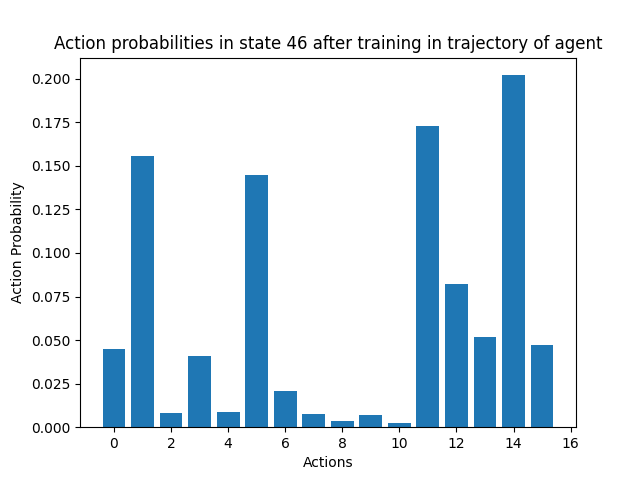 Action probabilities in state 46 after training in trajectory of agent
0.200
0.175
0.150
0.125
0.100
0.075
0.050
0.025
0.000
Action Probability
0 2 4 6 8 10 12 14 16
Actions